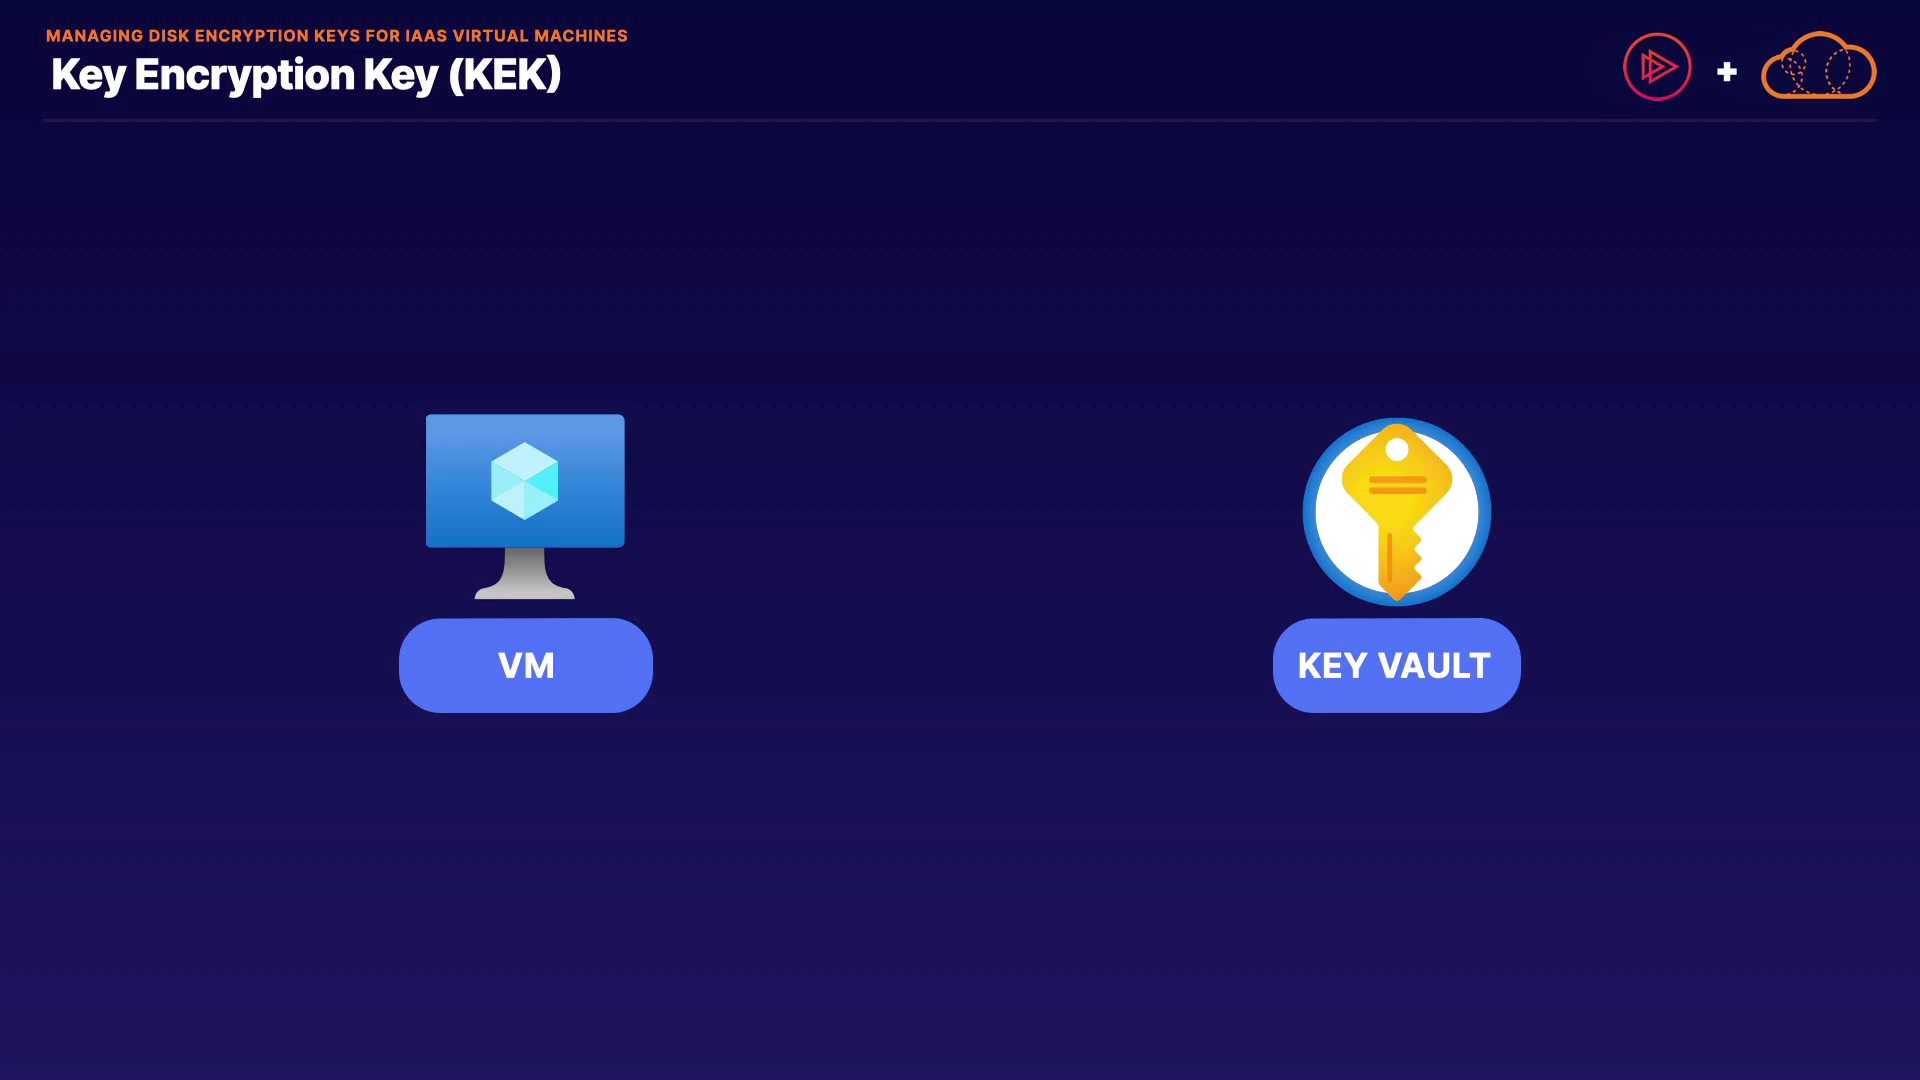 MANAGING DISK ENCRYPTION KEYS FOR IAAS VIRTUAL MACHINES
Key Encryption Key (KEK)
VM
KEY VAULT